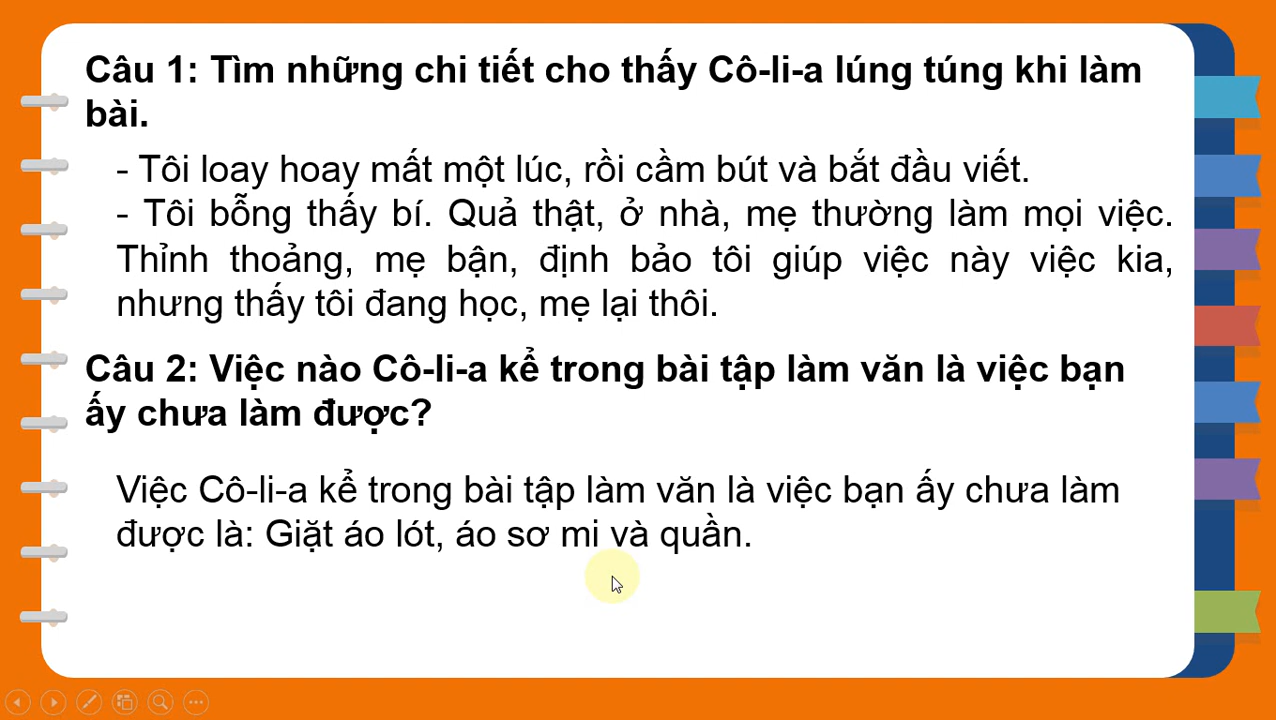 Câu 1: Tìm những chi tiết cho thấy Cô-li-a lúng túng khi làm
bài.
- Tôi loay hoay mất một lúc, rồi cầm bút và bắt đầu viết.
- Tôi bỗng thấy bí. Quả thật, ở nhà, mẹ thường làm mọi việc.
Thỉnh thoảng, mẹ bận, định bảo tôi giúp việc này việc kia,
nhưng thấy tôi đang học, mẹ lại thôi.
Câu 2: Việc nào Cô-li-a kể trong bài tập làm văn là việc bạn
ấy chưa làm được?
Việc Cô-li-a kể trong bài tập làm văn là việc bạn ấy chưa làm
được là: Giặt áo lót, áo sơ mi và quần.